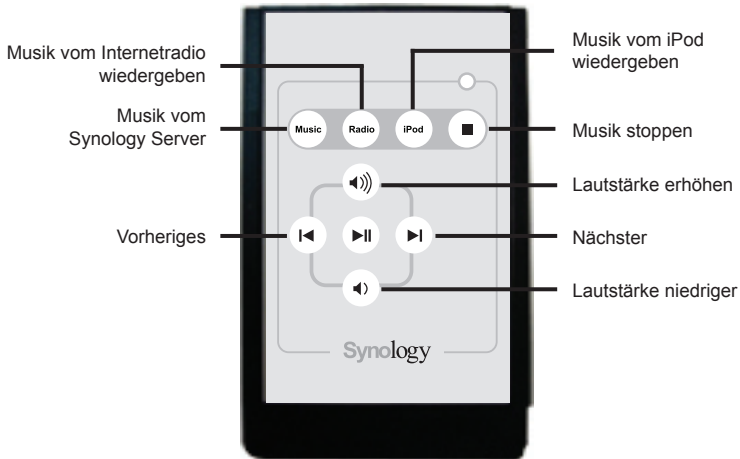 Musik vom Internetradio
wiedergeben
Musik vom iPod
wiedergeben
Musik vom
Synology Server
Music
Radio
iPod
Musik stoppen
Lautstärke erhöhen
Vorheriges
Nächster
Lautstärke niedriger
Synology